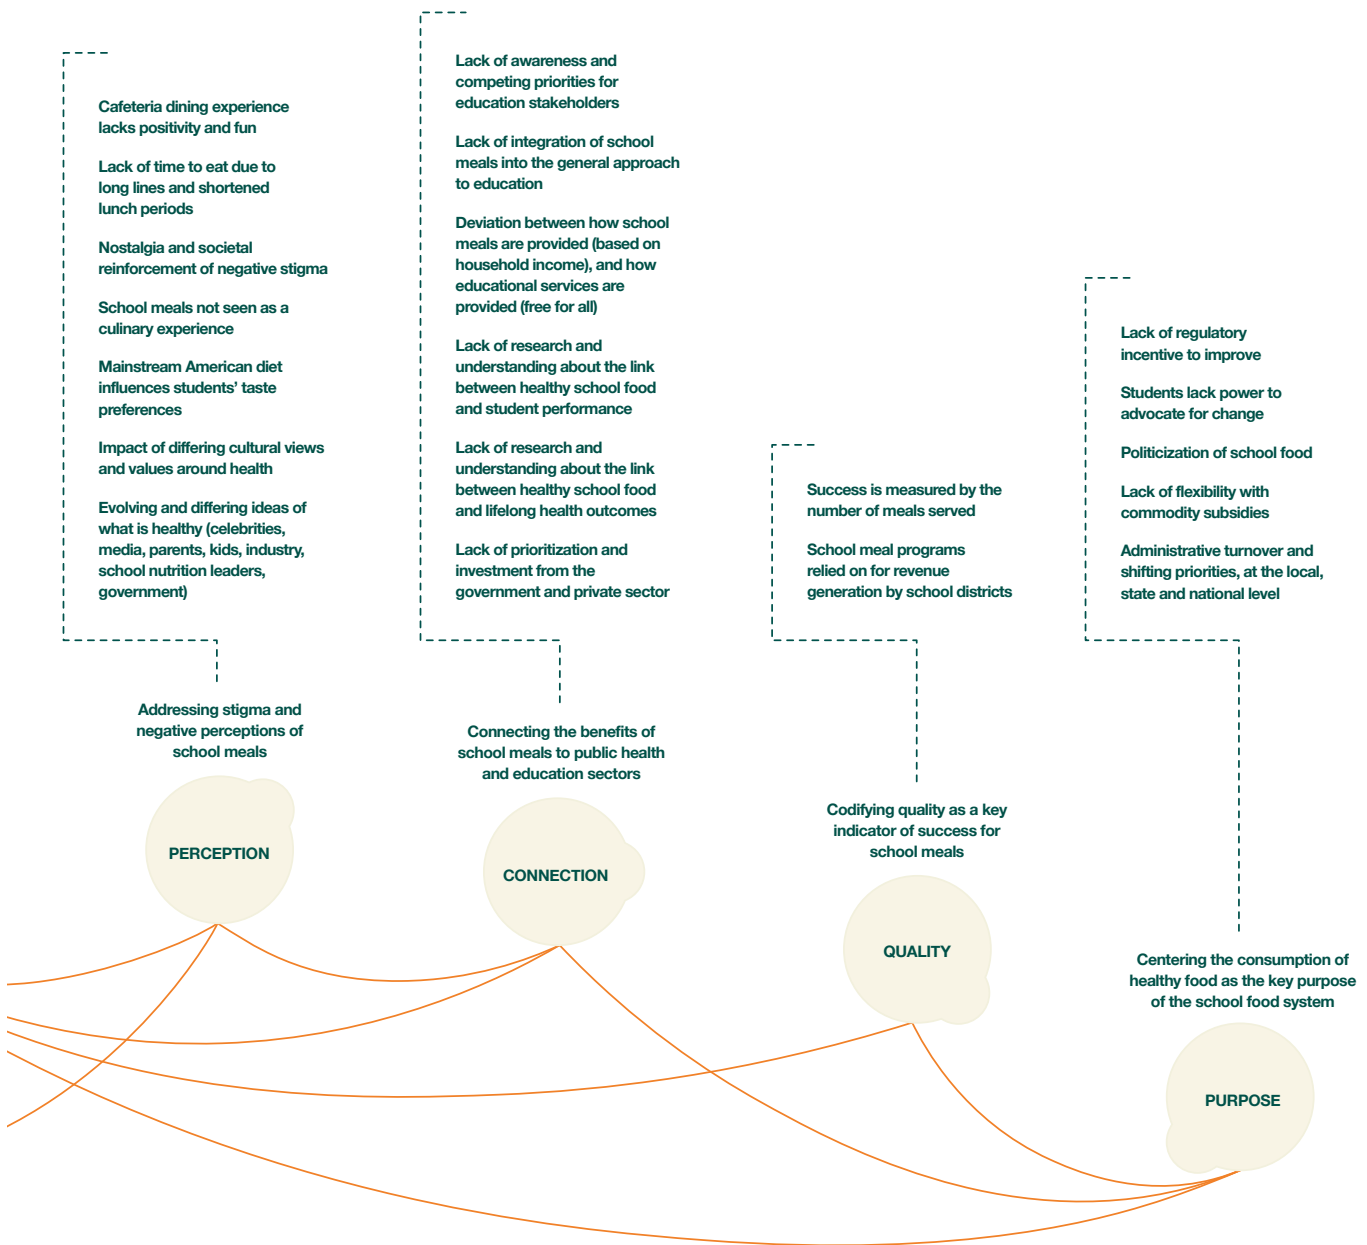 Cafeteria dining experience
lacks positivity and fun
Lack of time to eat due to
long lines and shortened
lunch periods
Nostalgia and societal
reinforcement of negative stigma
School meals not seen as a
culinary experience
Mainstream American diet
influences students’ taste
preferences
Impact of differing cultural views
and values around health
Evolving and differing ideas of
what is healthy (celebrities,
media, parents, kids, industry,
school nutrition leaders,
government)
Addressing stigma and
negative perceptions of
school meals
PERCEPTION
Lack of awareness and
competing priorities for
education stakeholders
Lack of integration of school
meals into the general approach
to education
Deviation between how school
meals are provided (based on
household income), and how
educational services are
provided (free for all)
Lack of research and
understanding about the link
between healthy school food
and student performance
Lack of research and
understanding about the link
between healthy school food
and lifelong health outcomes
Lack of prioritization and
investment from the
government and private sector
Connecting the benefits of
school meals to public health
and education sectors
CONNECTION
Success is measured by the
number of meals served
School meal programs
relied on for revenue
generation by school districts
Codifying quality as a key
indicator of success for
school meals
QUALITY
Lack of regulatory
incentive to improve
Students lack power to
advocate for change
Politicization of school food
Lack of flexibility with
commodity subsidies
Administrative turnover and
shifting priorities, at the local,
state and national level
Centering the consumption of
healthy food as the key purpose
of the school food system
PURPOSE